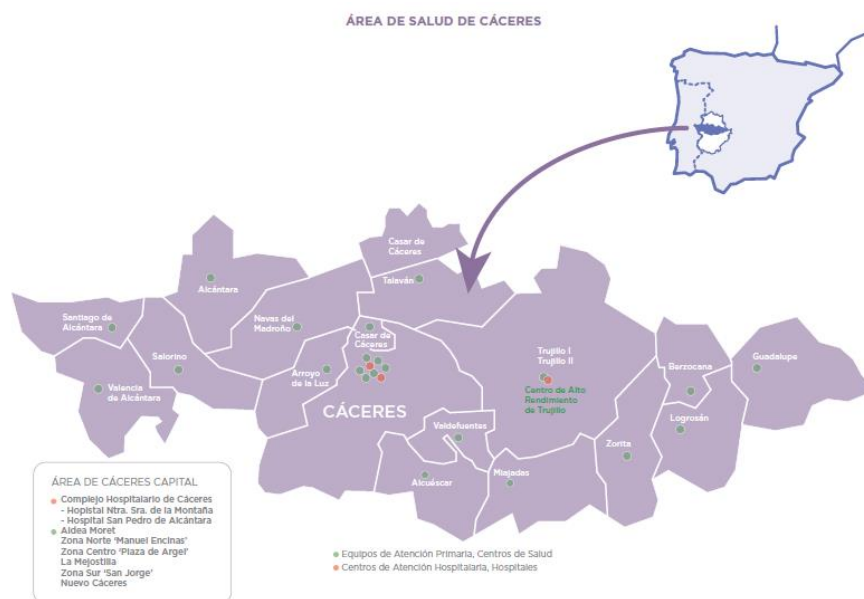 ÁREA DE SALUD DE CÁCERES
Casar de
Cáceres
Talaván
Alcántara
Santiago de
Alcántara
Navas del
Madroño
Salorino
Valencia
de Alcántara
Casar de
Cáceres
Arroyo
de la Luz
CÁCERES
Trujillo I
Trujillo II
Centro de Alto
Rendimiento
de Trujillo
Berzocana
Guadalupe
Logrosán
Zorita
Valdefuentes
Alcuéscar
Miajadas
ÁREA DE CÁCERES CAPITAL
Complejo Hospitalario de Cáceres
- Hopistal Ntra. Sra. de la Montaña
- Hospital San Pedro de Alcántara
Aldea Moret
Zona Norte 'Manuel Encinas'
Zona Centro 'Plaza de Argel'
La Mejostilla
Zona Sur 'San Jorge'
Nuevo Cáceres
Equipos de Atención Primaria, Centros de Salud
Centros de Atención Hospitalaria, Hospitales